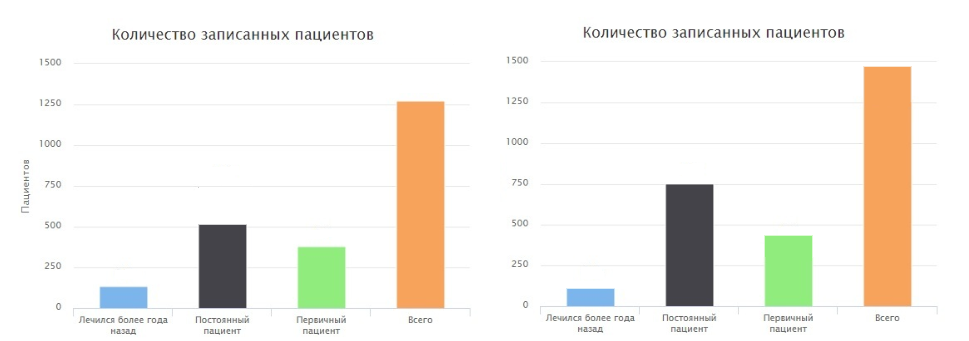 Количество записанных пациентов
1500
1250
1000
750
500
250
0
Пациентов
Лечился более года
назад
Постоянный
пациент
Первичный
пациент
Всего
Количество записанных пациентов
1500
1250
1000
750
500
250
0
Лечился более года
назад
Постоянный
пациент
Первичный
пациент
Всего